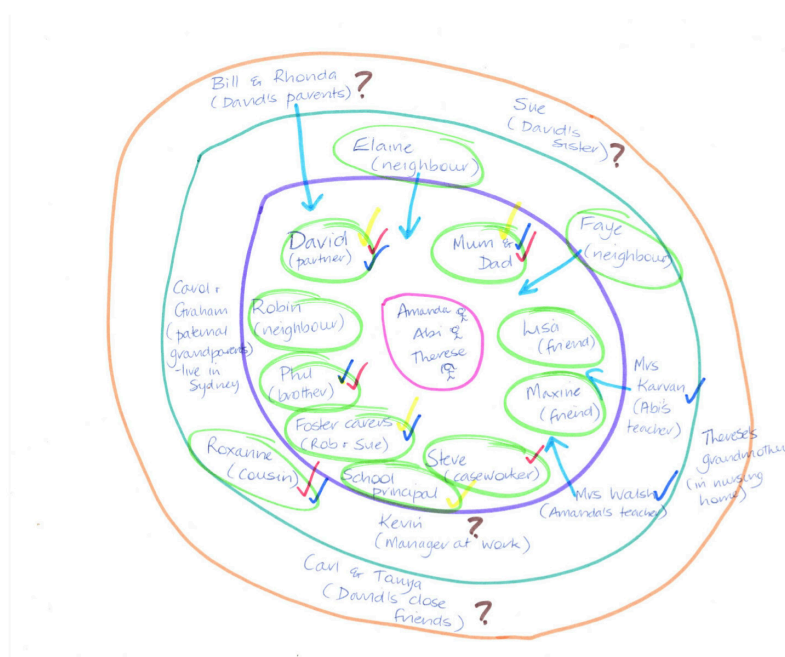 Bill & Rhonda ?
(David's parents)
Sue
(David's
sister) ?
Elaine
(neighbour)
Faye
(neighbour)
David
(partner)
Mum &
Dad
Carol &
Graham
(paternal
grandparents)
-live in
Sydney
Robin
(neighbour)
Amanda
Abi
Therese
Lisa
(friend)
Phil
(brother)
Maxine
(friend)
Mrs
Karvan
(Abi's
teacher)
Foster carers
(Rob & Sue)
Roxanne
(cousin)
School
principal
Steve
(caseworker)
Therese's
grandmother
(in nursing
home)
Mrs Walsh
(Amanda's teacher)
Kevin ?
(Manager at work)
Carl & Tanya
(David's close
friends) ?